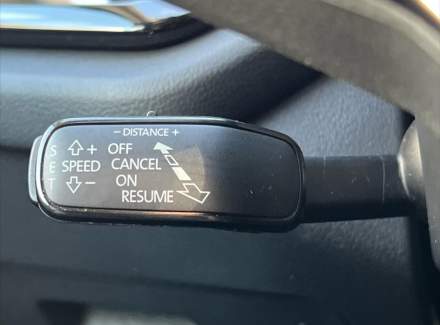 - DISTANCE +
S + OFF
E SPEED CANCEL
T - ON
RESUME